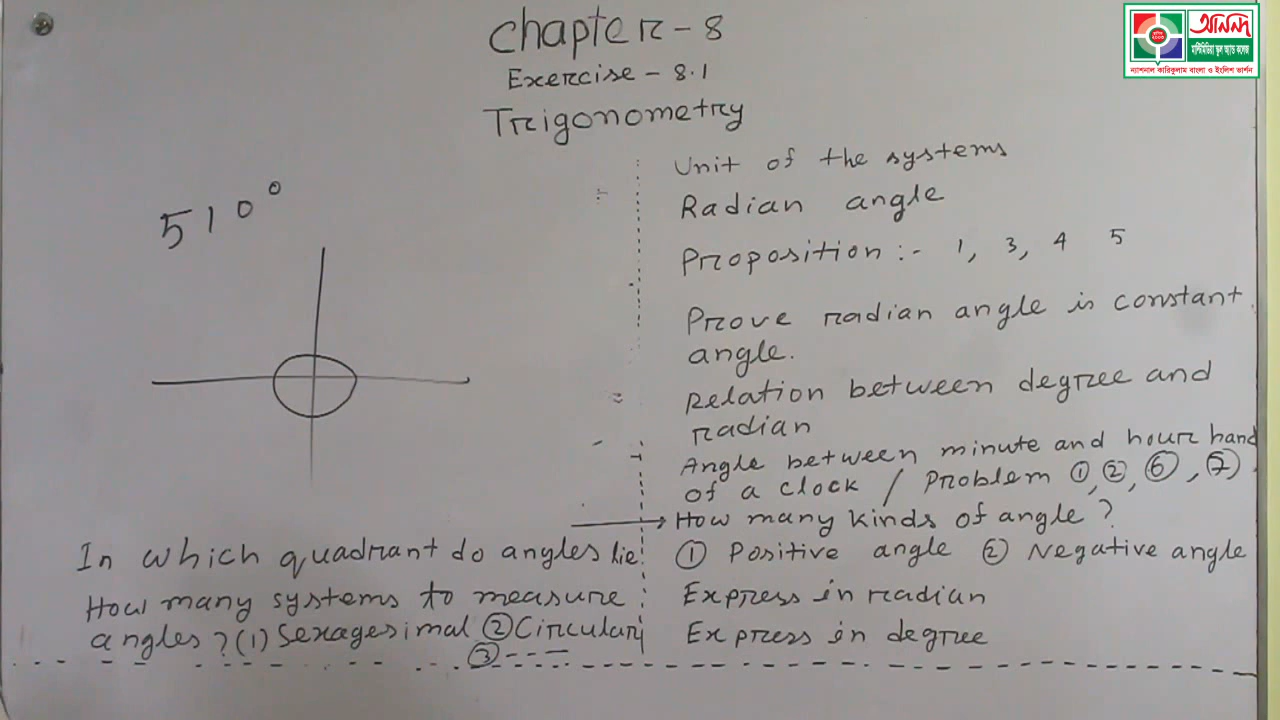 Chapter - 8
Exercise - 8.1
Trigonometry
510°
In which quadrant do angles lie.
How many systems to measure
angles? (1) Sexagesimal ② Circular
③ - - - -
Unit of the systems
Radian angle
Proposition :- 1, 3, 4 5
Prove radian angle is constant
angle.
Relation between degree and
radian
Angle between minute and hour hand
of a clock / Problem ①, ②, ⑥, ⑦.
How many kinds of angle?
① Positive angle ② Negative angle
Express in radian
Express in degree
আনন্দ
মাল্টিমিডিয়া স্কুল অ্যান্ড কলেজ
ন্যাশনাল কারিকুলাম বাংলা ও ইংলিশ ভার্শন